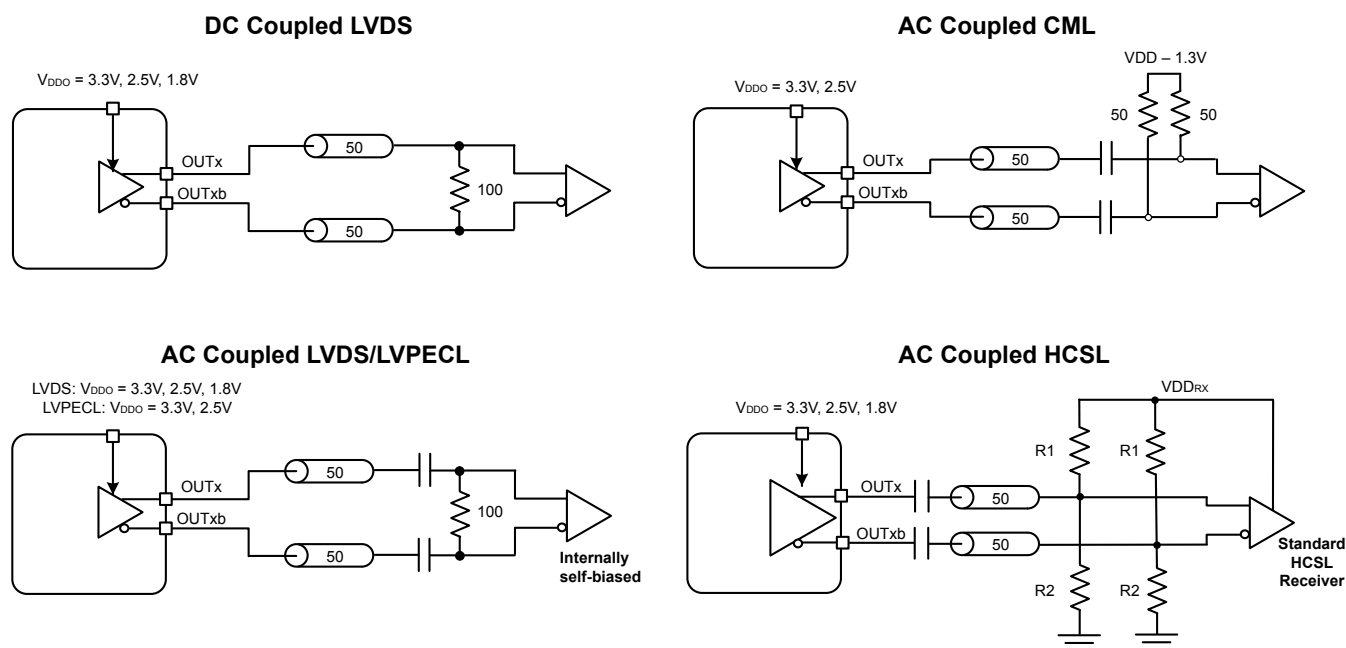 DC Coupled LVDS
VDDO = 3.3V, 2.5V, 1.8V
OUTx
OUTxb
50
50
100
AC Coupled CML
VDD – 1.3V
VDDO = 3.3V, 2.5V
50
50
OUTx
OUTxb
50
50
AC Coupled LVDS/LVPECL
LVDS: VDDO = 3.3V, 2.5V, 1.8V
LVPECL: VDDO = 3.3V, 2.5V
OUTx
OUTxb
50
50
100
Internally
self-biased
AC Coupled HCSL
VDDRX
VDDO = 3.3V, 2.5V, 1.8V
R1
R1
OUTx
OUTxb
50
50
R2
R2
Standard
HCSL
Receiver